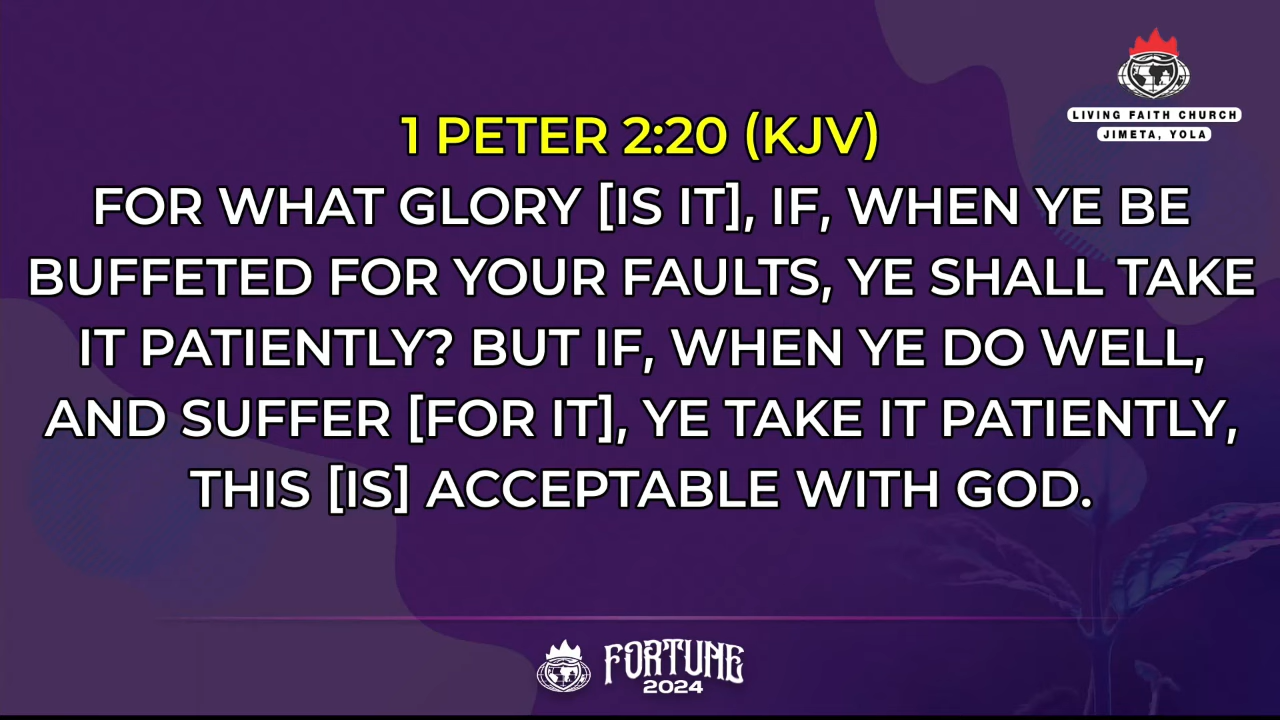 LIVING FAITH CHURCH
JIMETA, YOLA
1 PETER 2:20 (KJV)
FOR WHAT GLORY [IS IT], IF, WHEN YE BE
BUFFETED FOR YOUR FAULTS, YE SHALL TAKE
IT PATIENTLY? BUT IF, WHEN YE DO WELL,
AND SUFFER [FOR IT], YE TAKE IT PATIENTLY,
THIS [IS] ACCEPTABLE WITH GOD.
FORTUNE
2024